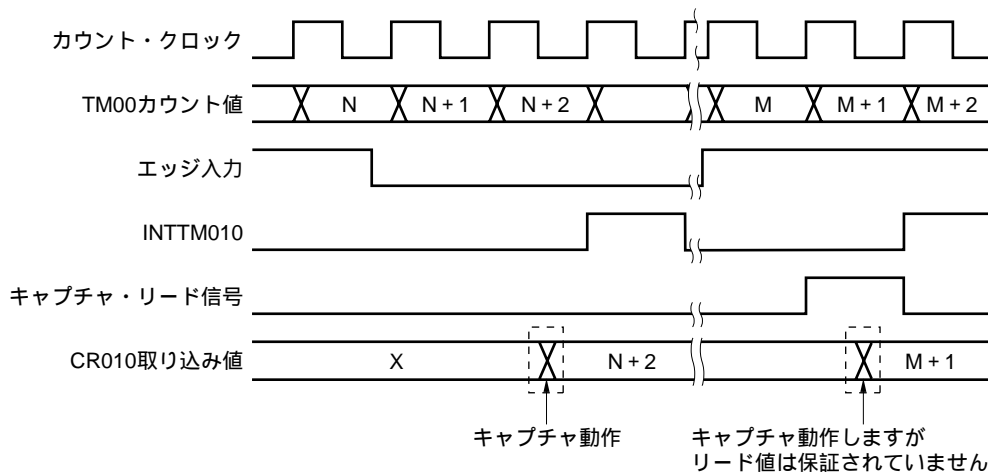 カウント・クロック
TM00カウント値
N
N + 1
N + 2
M
M + 1
M + 2
エッジ入力
INTTM010
キャプチャ・リード信号
CR010取り込み値
X
N + 2
M + 1
キャプチャ動作
キャプチャ動作しますが
リード値は保証されていません